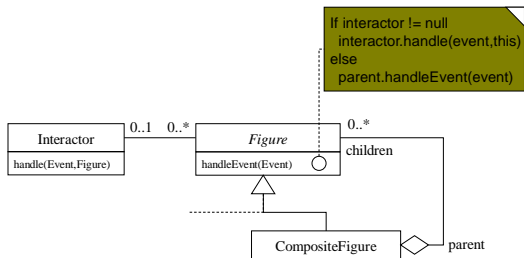 If interactor != null
interactor.handle(event,this)
else
parent.handleEvent(event)
0..1
0..*
0..*
Interactor
Figure
handle(Event,Figure)
handleEvent(Event)
children
CompositeFigure
parent